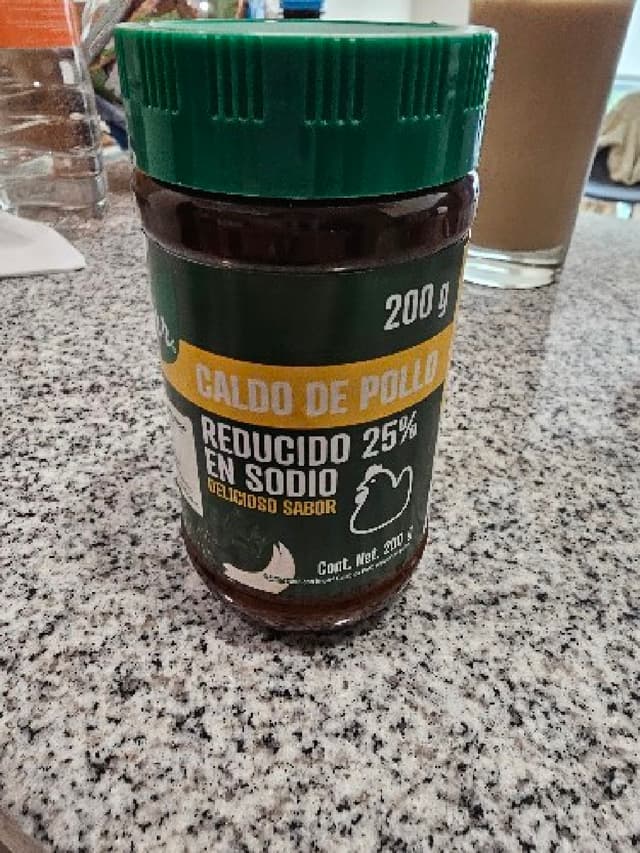 200 g
CALDO DE POLLO
REDUCIDO 25%
EN SODIO
DELICIOSO SABOR
Cont. Net. 200 g